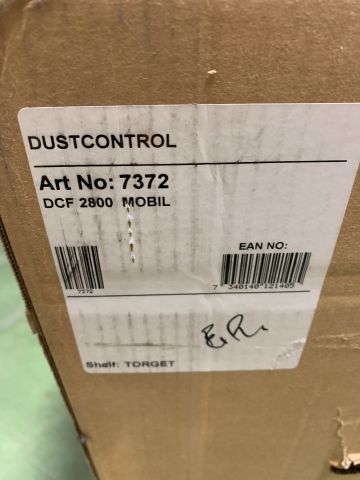 DUSTCONTROL
Art No: 7372
DCF 2800 MOBIL
EAN NO:
7372
7 340140 121405
Shelf: TORGET